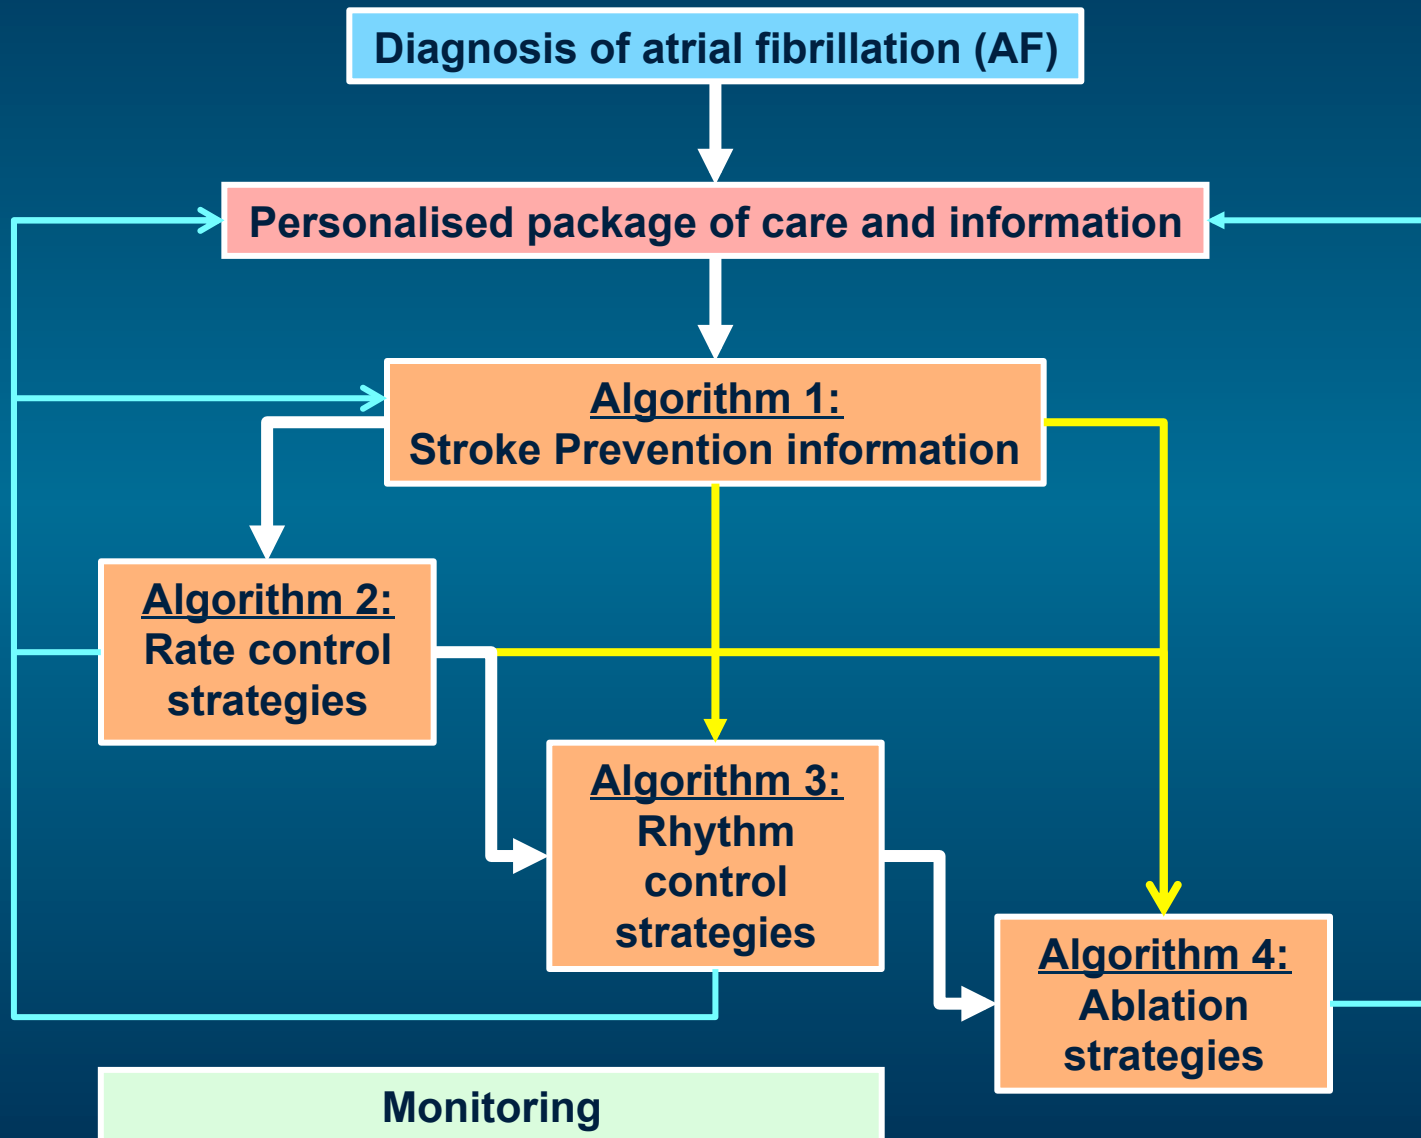 Diagnosis of atrial fibrillation (AF)
Personalised package of care and information
Algorithm 1:
Stroke Prevention information
Algorithm 2:
Rate control
strategies
Algorithm 3:
Rhythm
control
strategies
Algorithm 4:
Ablation
strategies
Monitoring